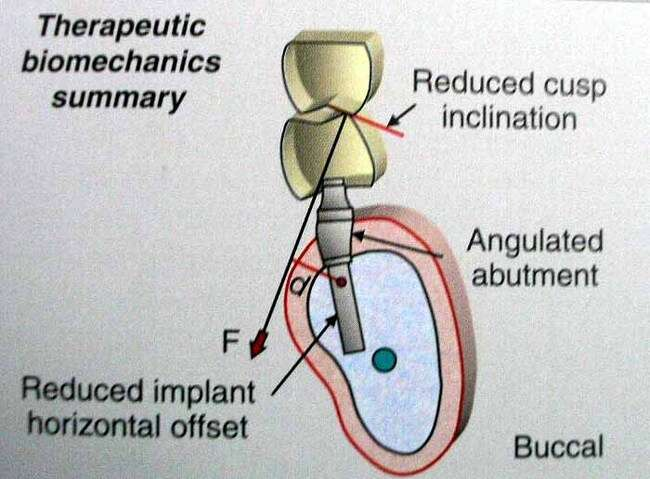 Therapeutic
biomechanics
summary
Reduced cusp
inclination
Angulated
abutment
d
F
Reduced implant
horizontal offset
Buccal